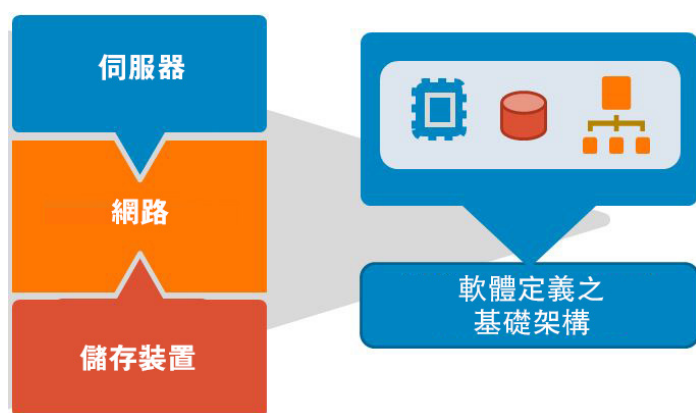 伺服器
網路
儲存裝置
軟體定義之
基礎架構